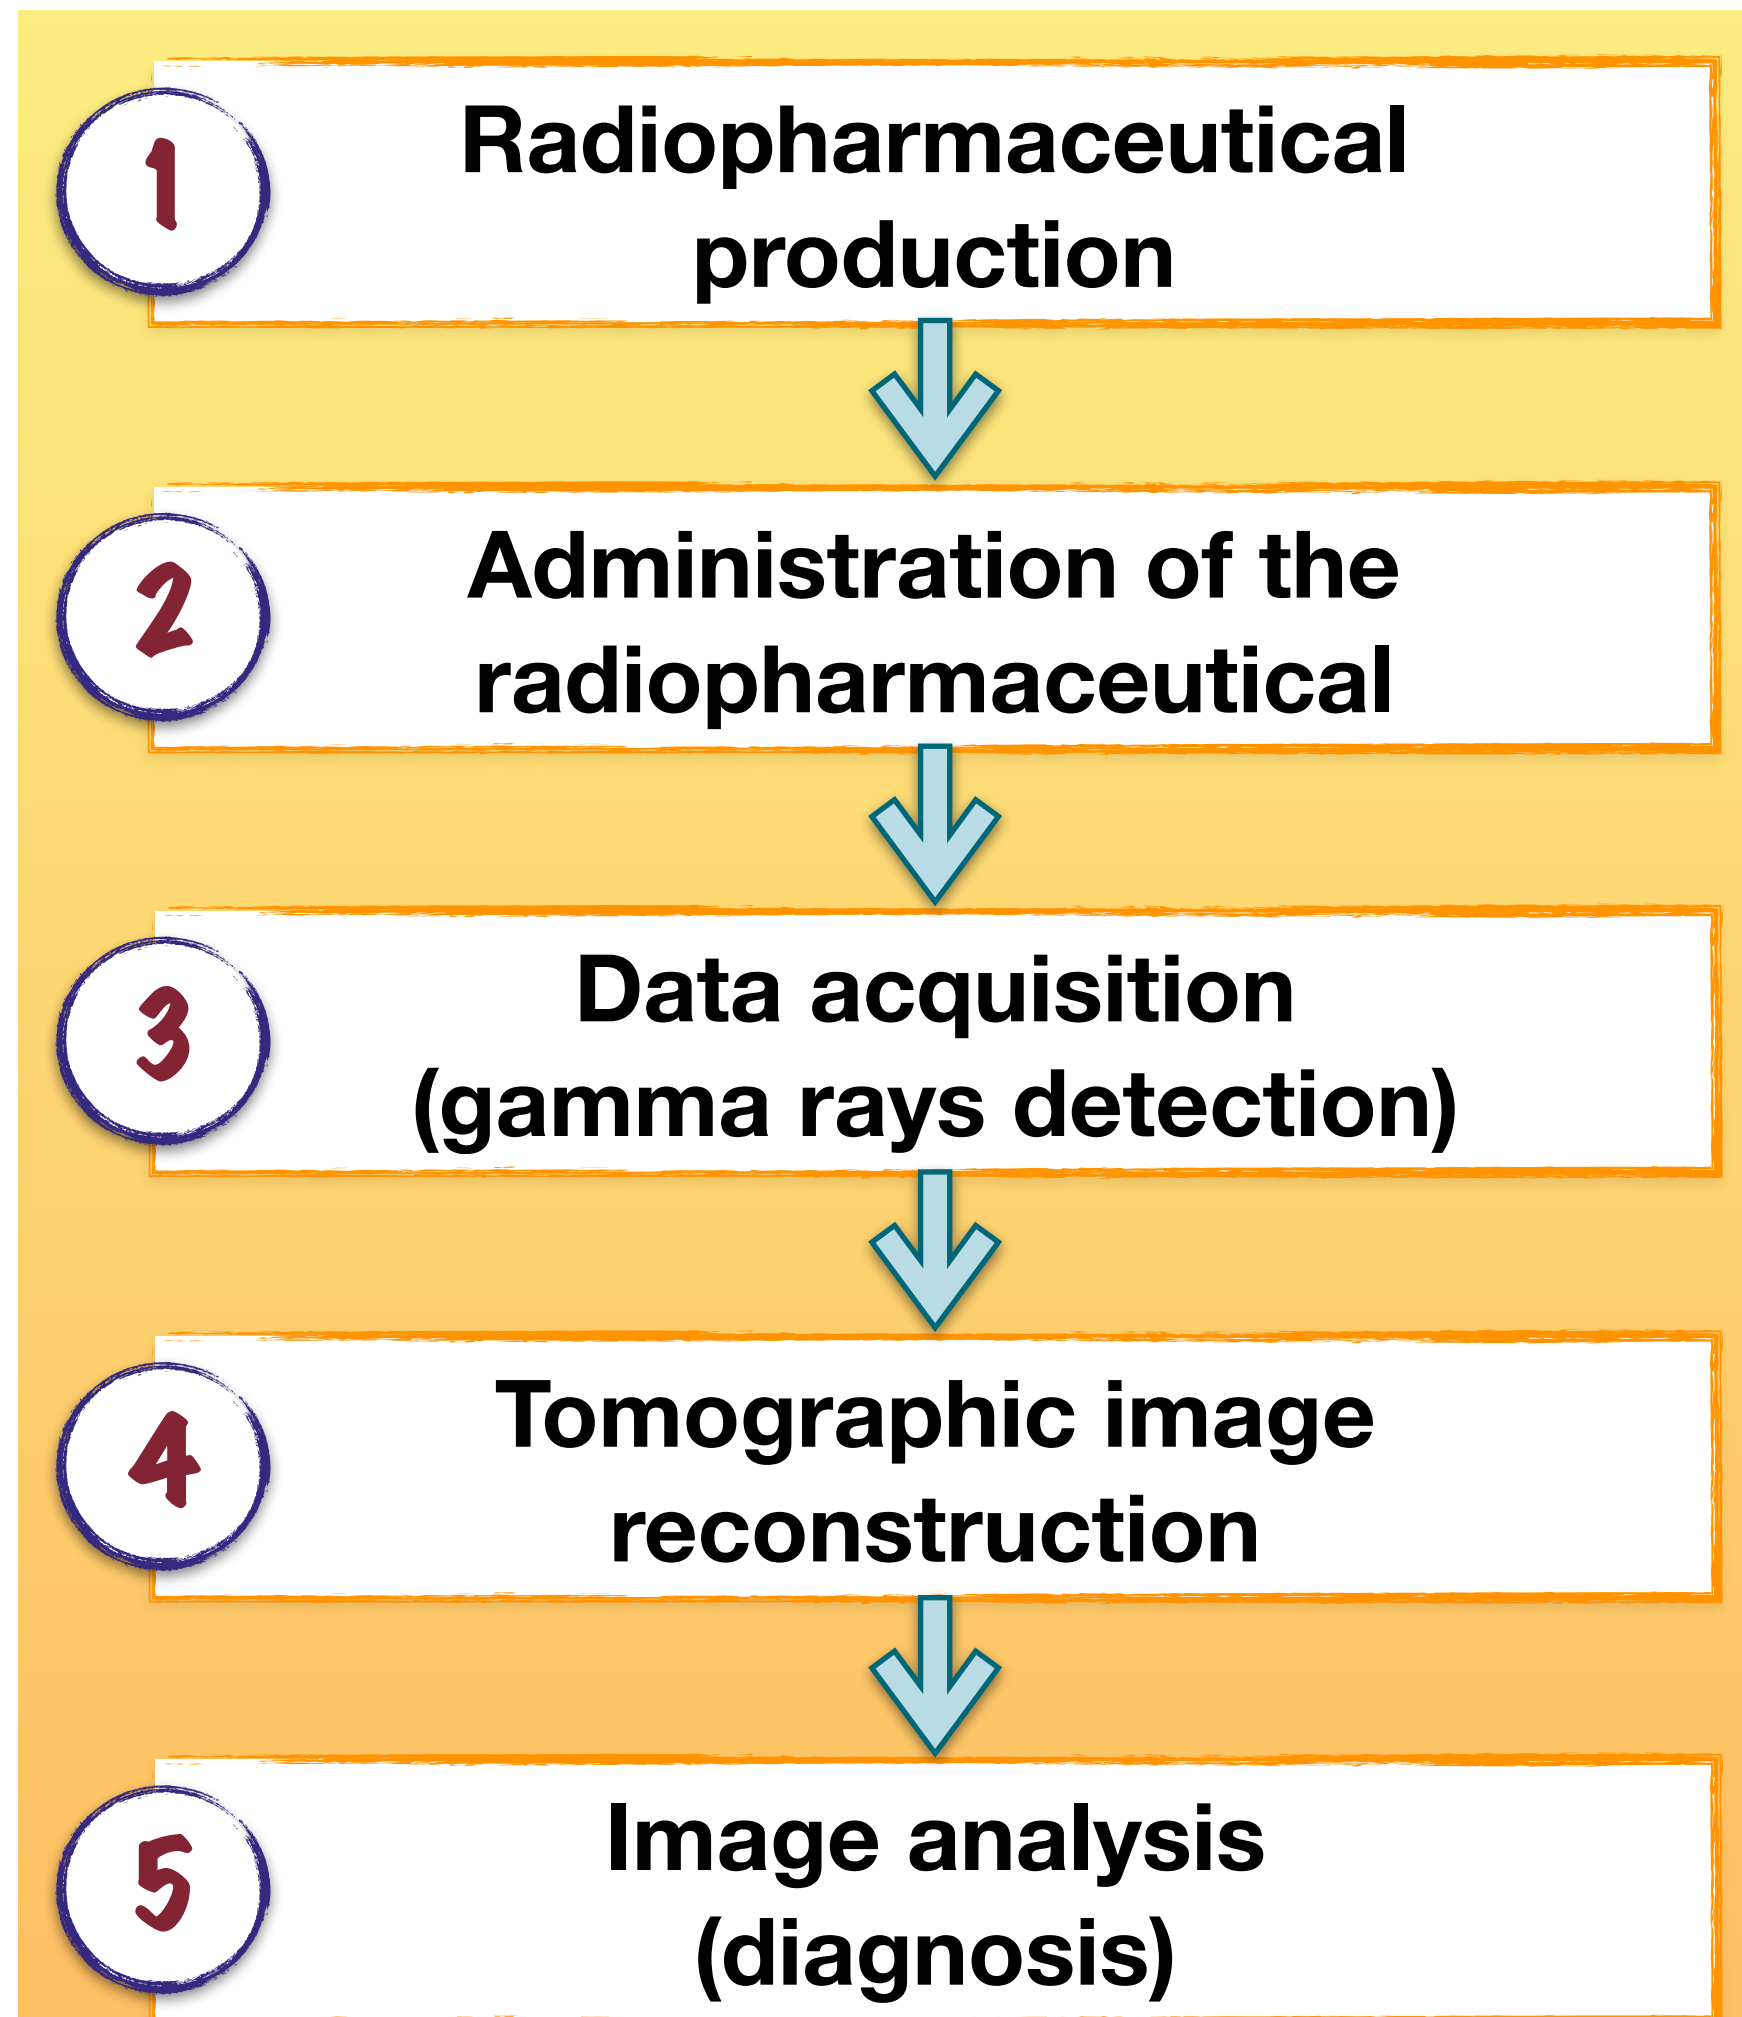 1
Radiopharmaceutical
production
2
Administration of the
radiopharmaceutical
3
Data acquisition
(gamma rays detection)
4
Tomographic image
reconstruction
5
Image analysis
(diagnosis)